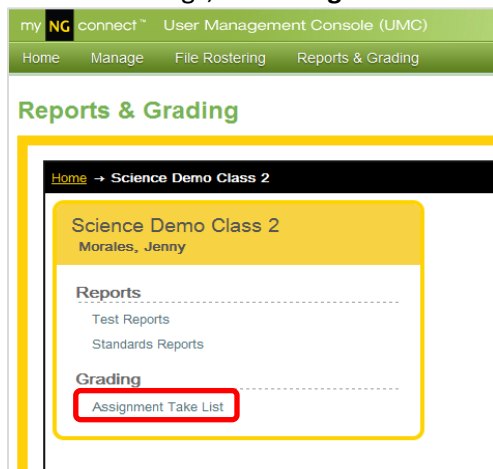 my NG connect™ User Management Console (UMC)
Home Manage File Rostering Reports & Grading
Reports & Grading
Home → Science Demo Class 2
Science Demo Class 2
Morales, Jenny
Reports
Test Reports
Standards Reports
Grading
Assignment Take List